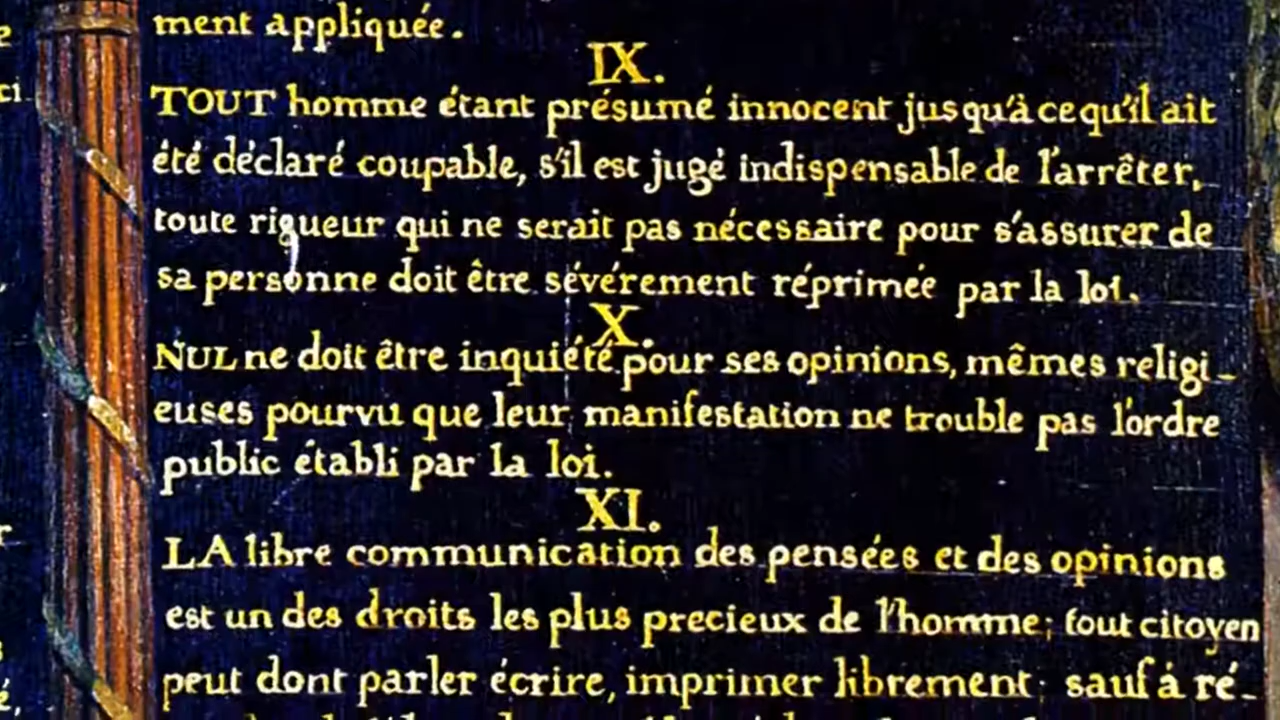 ment appliquée.
IX.
TOUT homme étant présumé innocent jusqu'à ce qu'il ait
été déclaré coupable, s'il est jugé indispensable de l'arrêter,
toute rigueur qui ne serait pas nécessaire pour s'assurer de
sa personne doit être sévérement réprimée par la loi.
X.
NUL ne doit être inquiété pour ses opinions, mêmes religi-
euses pourvu que leur manifestation ne trouble pas l'ordre
public établi par la loi.
XI.
LA libre communication des pensées et des opinions
est un des droits les plus precieux de l'homme; tout citoyen
peut dont parler écrire, imprimer librement; sauf à ré-